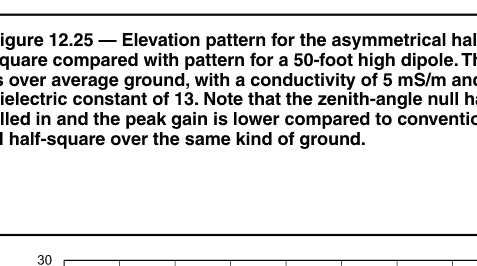 igure 12.25 — Elevation pattern for the asymmetrical hal
quare compared with pattern for a 50-foot high dipole. Th
s over average ground, with a conductivity of 5 mS/m and
ielectric constant of 13. Note that the zenith-angle null ha
lled in and the peak gain is lower compared to conventio
l half-square over the same kind of ground.
30